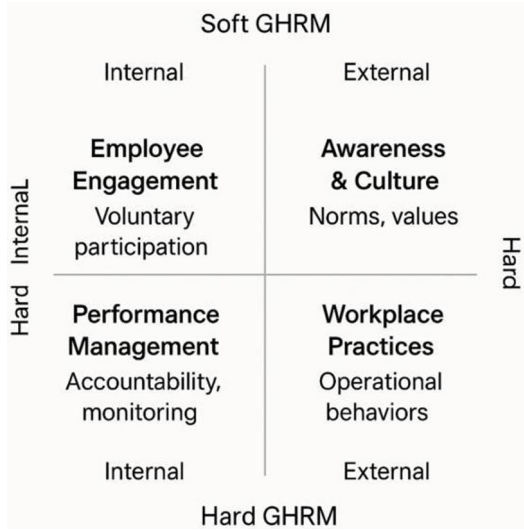 Soft GHRM
Internal
External
Employee
Engagement
Voluntary
participation
Awareness
& Culture
Norms, values
Hard InternaL
Hard
Performance
Management
Accountability,
monitoring
Workplace
Practices
Operational
behaviors
Internal
External
Hard GHRM